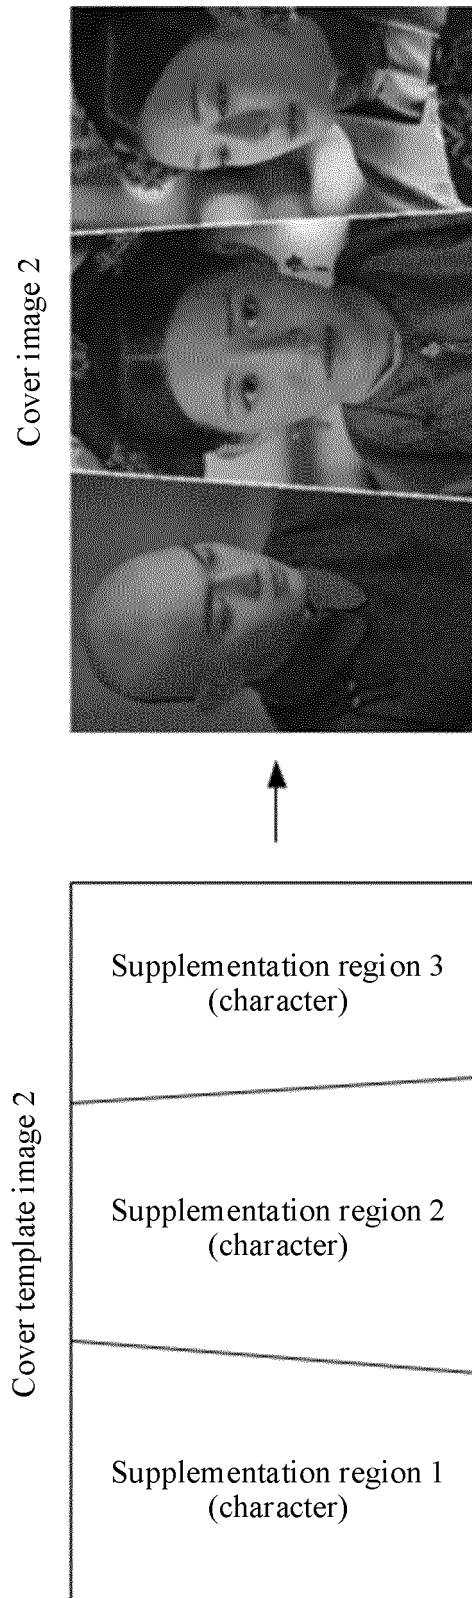 Cover template image 2
Supplementation region 1
(character)
Supplementation region 2
(character)
Supplementation region 3
(character)
Cover image 2